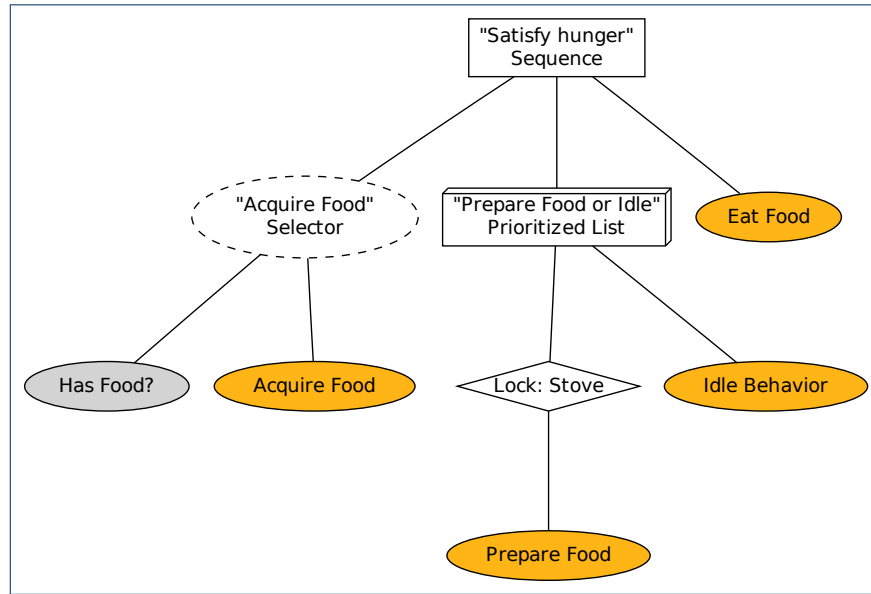 "Satisfy hunger"
Sequence
"Acquire Food"
Selector
"Prepare Food or Idle"
Prioritized List
Eat Food
Has Food?
Acquire Food
Lock: Stove
Idle Behavior
Prepare Food